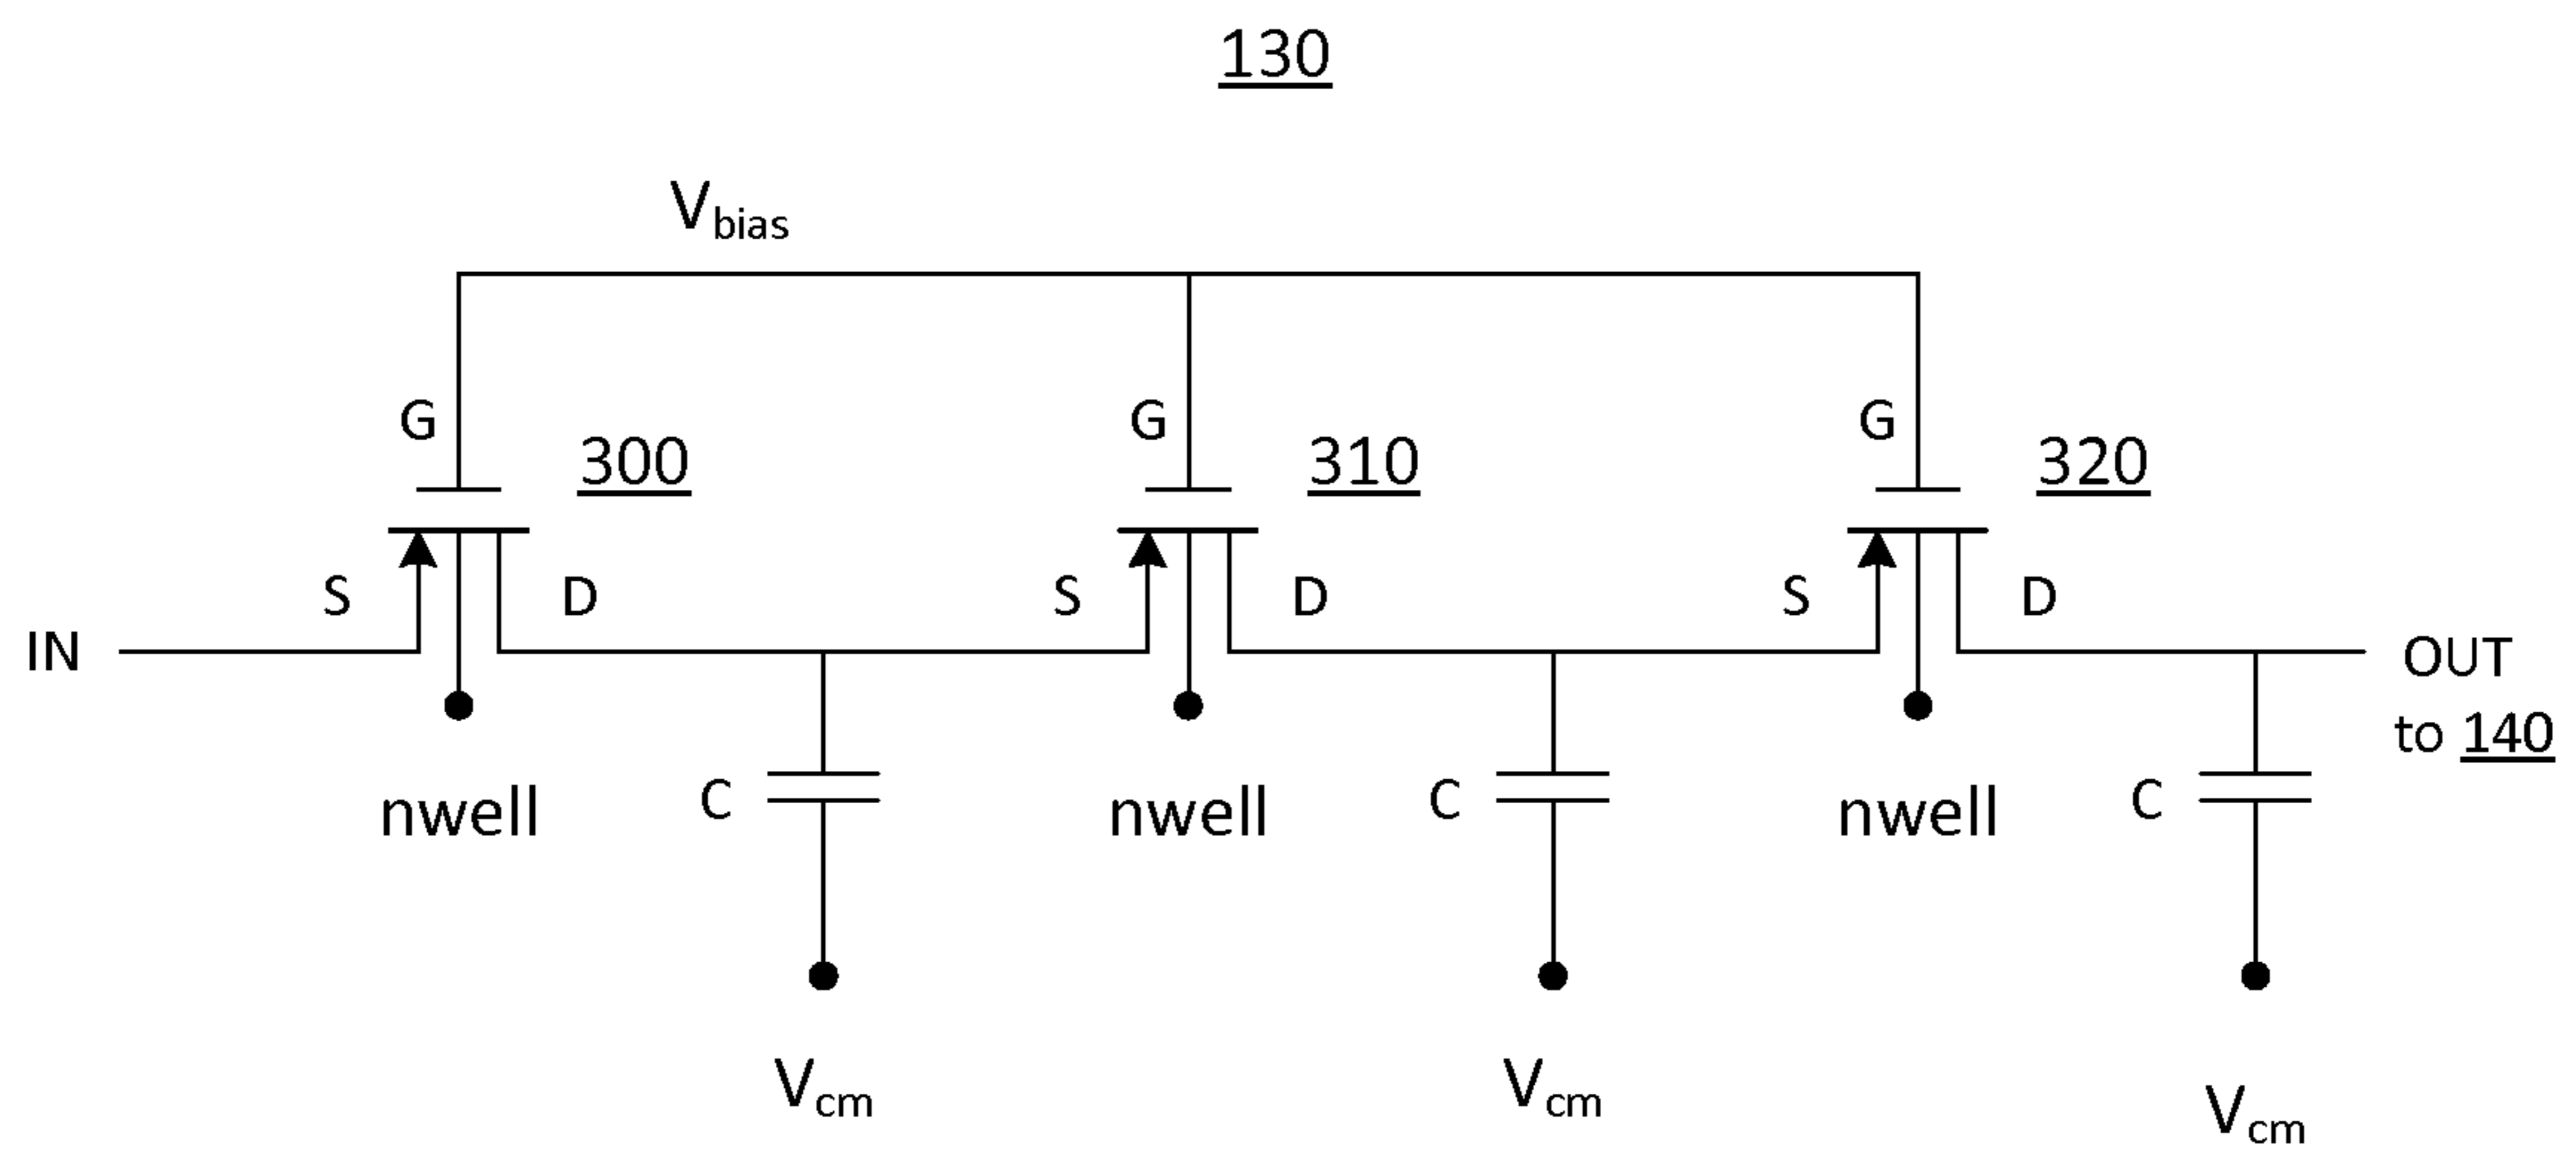 130
Vbias
G
300
G
310
G
320
S
D
S
D
S
D
IN
OUT
to 140
nwell
C
nwell
C
nwell
C
Vcm
Vcm
Vcm